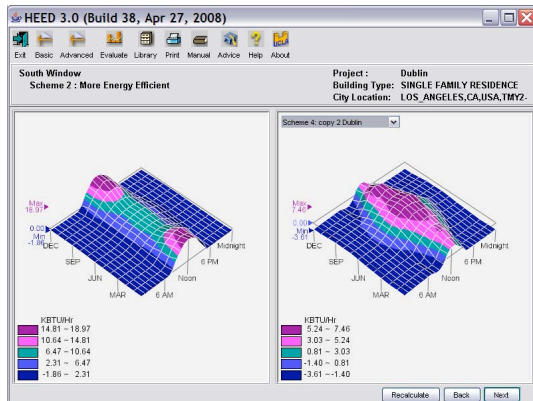 HEED 3.0 (Build 38, Apr 27, 2008)
Exit Basic Advanced Evaluate Library Print Manual Advice Help About
South Window
Scheme 2 : More Energy Efficient
Project : Dublin
Building Type: SINGLE FAMILY RESIDENCE
City Location: LOS_ANGELES,CA,USA,TMY2-
Max
18.97
0.00
Min
-1.86
DEC
SEP
JUN
MAR
6 AM
Noon
6 PM
Midnight
KBTU/Hr
14.81 ~ 18.97
10.64 ~ 14.81
6.47 ~ 10.64
2.31 ~ 6.47
-1.86 ~ 2.31
Scheme 4: copy 2 Dublin
Max
7.46
0.00
Min
-3.61
DEC
SEP
JUN
MAR
6 AM
Noon
6 PM
Midnight
KBTU/Hr
5.24 ~ 7.46
3.03 ~ 5.24
0.81 ~ 3.03
-1.40 ~ 0.81
-3.61 ~ -1.40
Recalculate Back Next